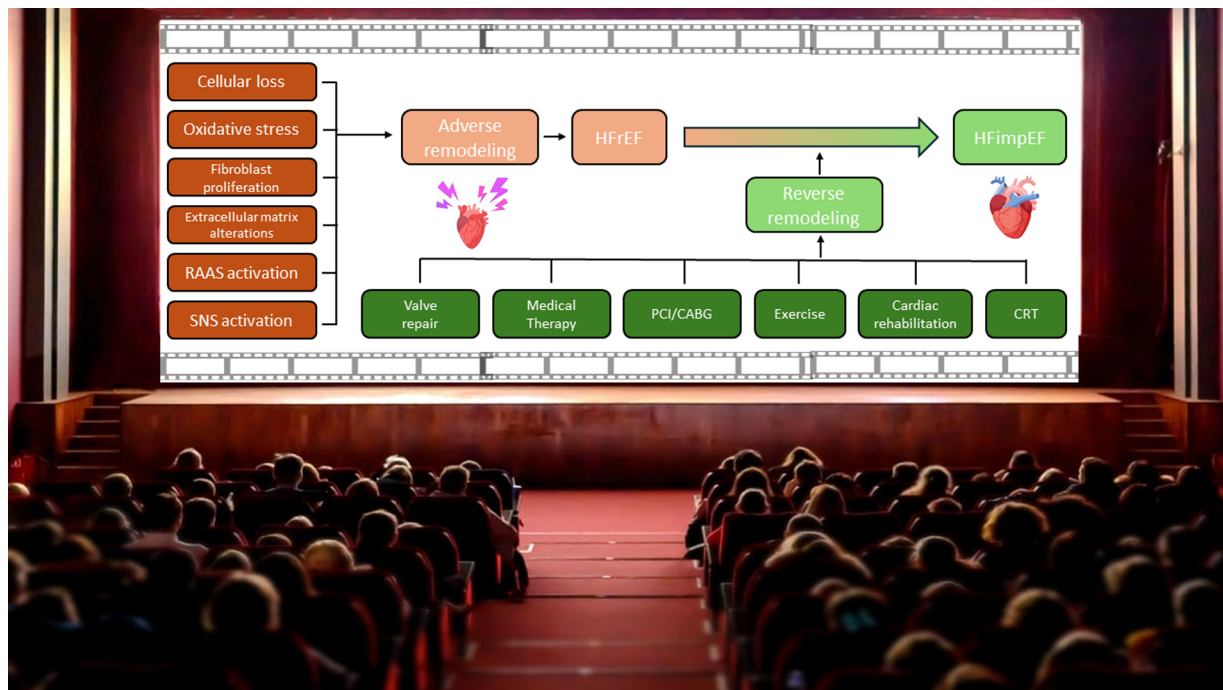 Cellular loss
Oxidative stress
Fibroblast
proliferation
Extracellular matrix
alterations
RAAS activation
SNS activation
Adverse
remodeling
HFrEF
HFimpEF
Reverse
remodeling
Valve
repair
Medical
Therapy
PCI/CABG
Exercise
Cardiac
rehabilitation
CRT